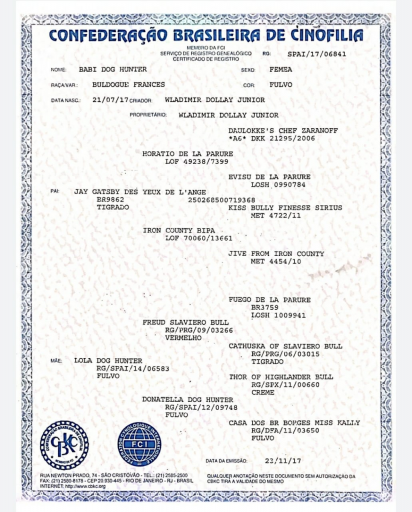 CONFEDERAÇÃO BRASILEIRA DE CINOFILIA
MEMBRO DA FCI
SERVIÇO DE REGISTRO GENEALÓGICO RG: SPAI/17/06841
CERTIFICADO DE REGISTRO
NOME: BABI DOG HUNTER SEXO: FEMEA
RAÇA/VAR.: BULDOGUE FRANCES COR: FULVO
DATA NASC.: 21/07/17 CRIADOR: WLADIMIR DOLLAY JUNIOR
PROPRIETÁRIO: WLADIMIR DOLLAY JUNIOR
DAULOKKE'S CHEF ZARANOFF
*A6* DKK 21295/2006
HORATIO DE LA PARURE
LOF 49238/7399
EVISU DE LA PARURE
LOSH 0990784
PAI: JAY GATSBY DES YEUX DE L'ANGE
BR9862 250268500719368
TIGRADO KISS BULLY FINESSE SIRIUS
MET 4722/11
IRON COUNTY BIPA
LOF 70060/13661
JIVE FROM IRON COUNTY
MET 4454/10
FUEGO DE LA PARURE
BR3759
LOSH 1009941
FREUD SLAVIERO BULL
RG/PRG/09/03266
VERMELHO
CATHUSKA OF SLAVIERO BULL
RG/PRG/06/03015
TIGRADO
MÃE: LOLA DOG HUNTER
RG/SPAI/14/06583
FULVO
THOR OF HIGHLANDER BULL
RG/SPX/11/00660
CREME
DONATELLA DOG HUNTER
RG/SPAI/12/09748
FULVO
CASA DOS BR BORGES MISS KALLY
RG/DFA/11/03650
FULVO
CBKC
FCI
DATA DA EMISSÃO: 23/11/17
RUA NEWTON PRADO, 74 - SÃO CRISTÓVÃO - TEL.: (21) 2585-2500
FAX: (21) 2580-8178 - CEP 20.930-445 - RIO DE JANEIRO - RJ - BRASIL
INTERNET: http://www.cbkc.org
QUALQUER ANOTAÇÃO NESTE DOCUMENTO SEM AUTORIZAÇÃO DA
CBKC TIRA A VALIDADE DO MESMO